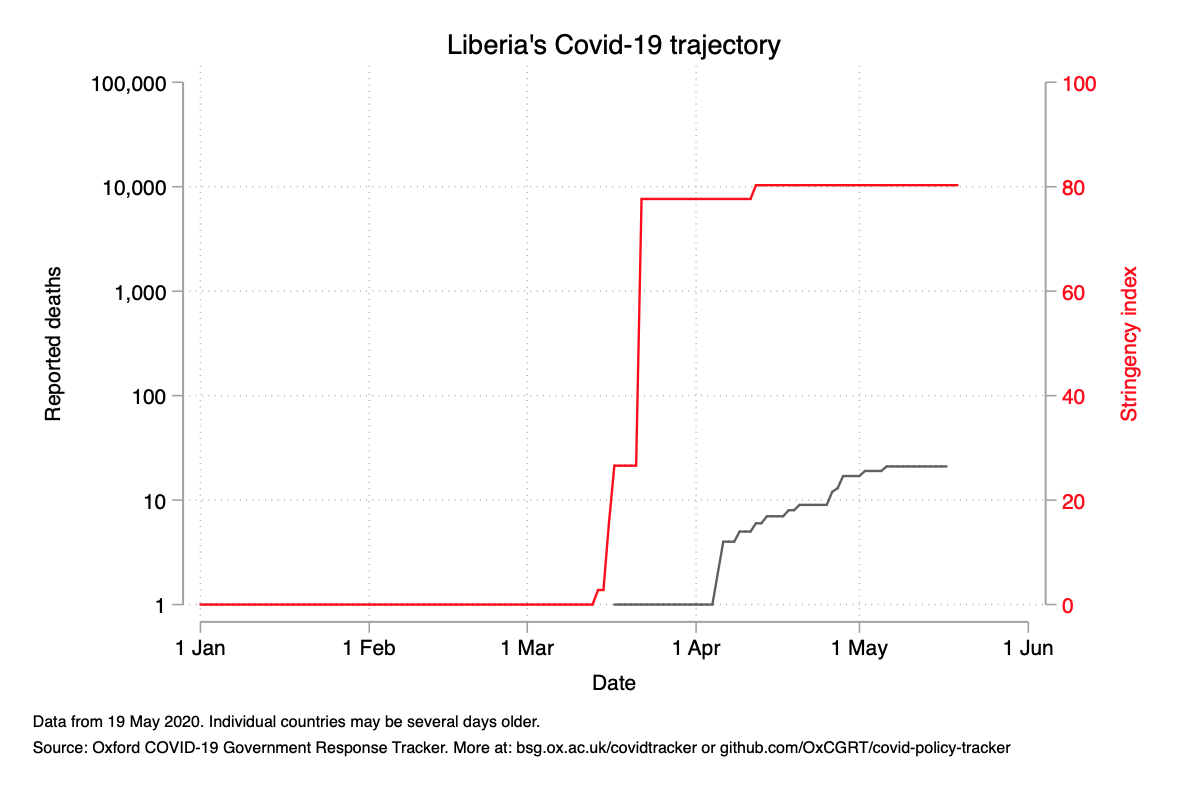 Liberia's Covid-19 trajectory
100,000
10,000
1,000
100
10
1
Reported deaths
100
80
60
40
20
0
Stringency index
1 Jan
1 Feb
1 Mar
1 Apr
1 May
1 Jun
Date
Data from 19 May 2020. Individual countries may be several days older.
Source: Oxford COVID-19 Government Response Tracker. More at: bsg.ox.ac.uk/covidtracker or github.com/OxCGRT/covid-policy-tracker